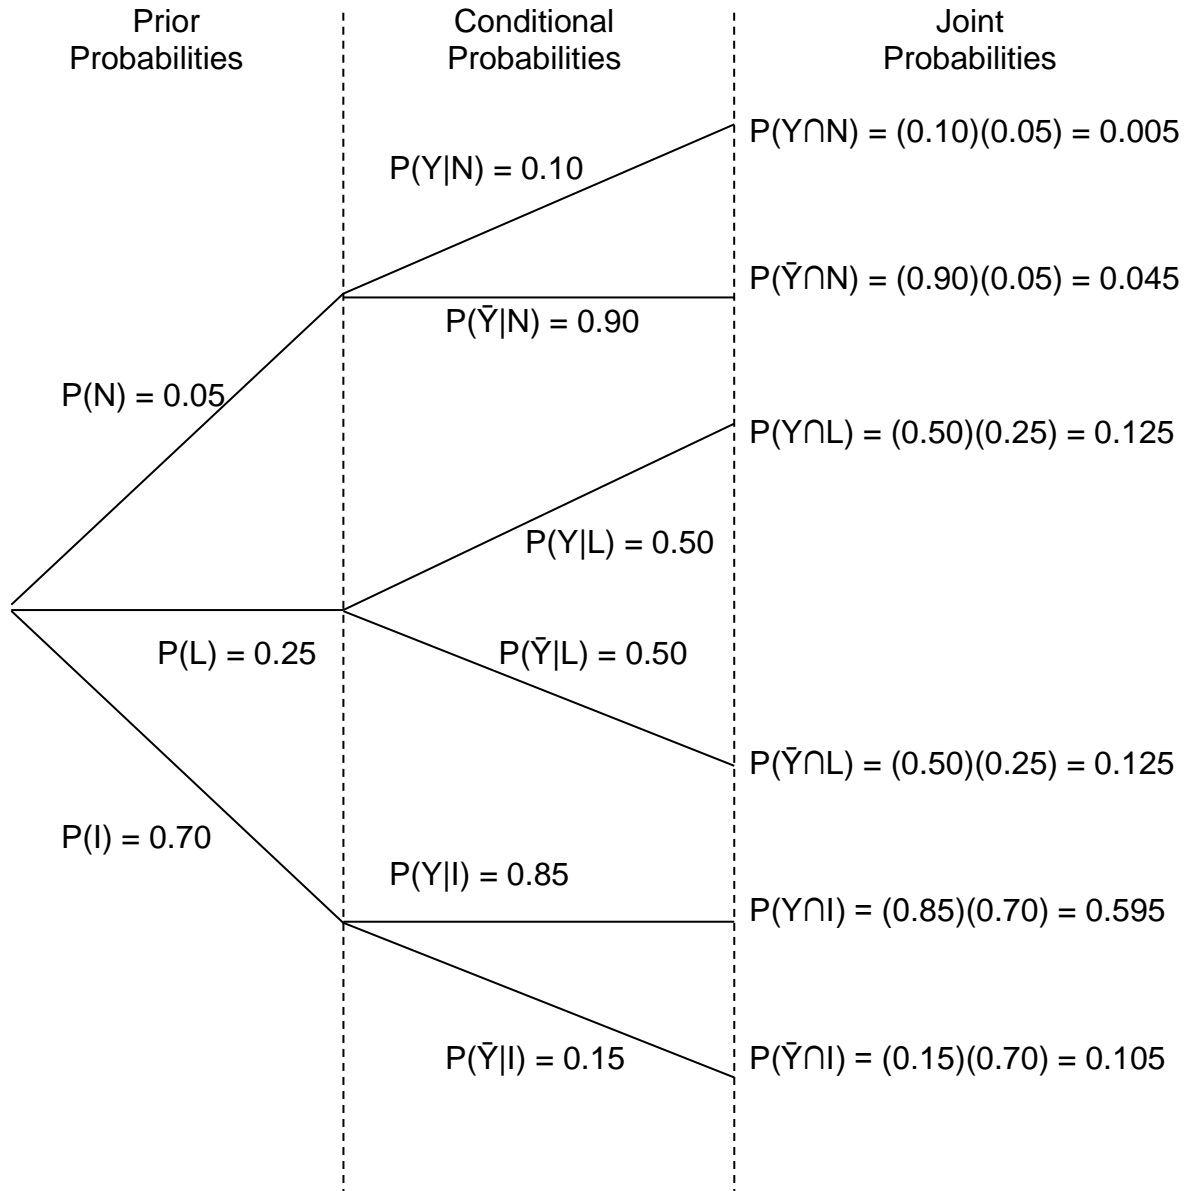 Prior
Probabilities
Conditional
Probabilities
Joint
Probabilities
P(Y∩N) = (0.10)(0.05) = 0.005
P(Y|N) = 0.10
P(Ȳ∩N) = (0.90)(0.05) = 0.045
P(Ȳ|N) = 0.90
P(N) = 0.05
P(Y∩L) = (0.50)(0.25) = 0.125
P(Y|L) = 0.50
P(L) = 0.25
P(Ȳ|L) = 0.50
P(Ȳ∩L) = (0.50)(0.25) = 0.125
P(I) = 0.70
P(Y|I) = 0.85
P(Y∩I) = (0.85)(0.70) = 0.595
P(Ȳ|I) = 0.15
P(Ȳ∩I) = (0.15)(0.70) = 0.105